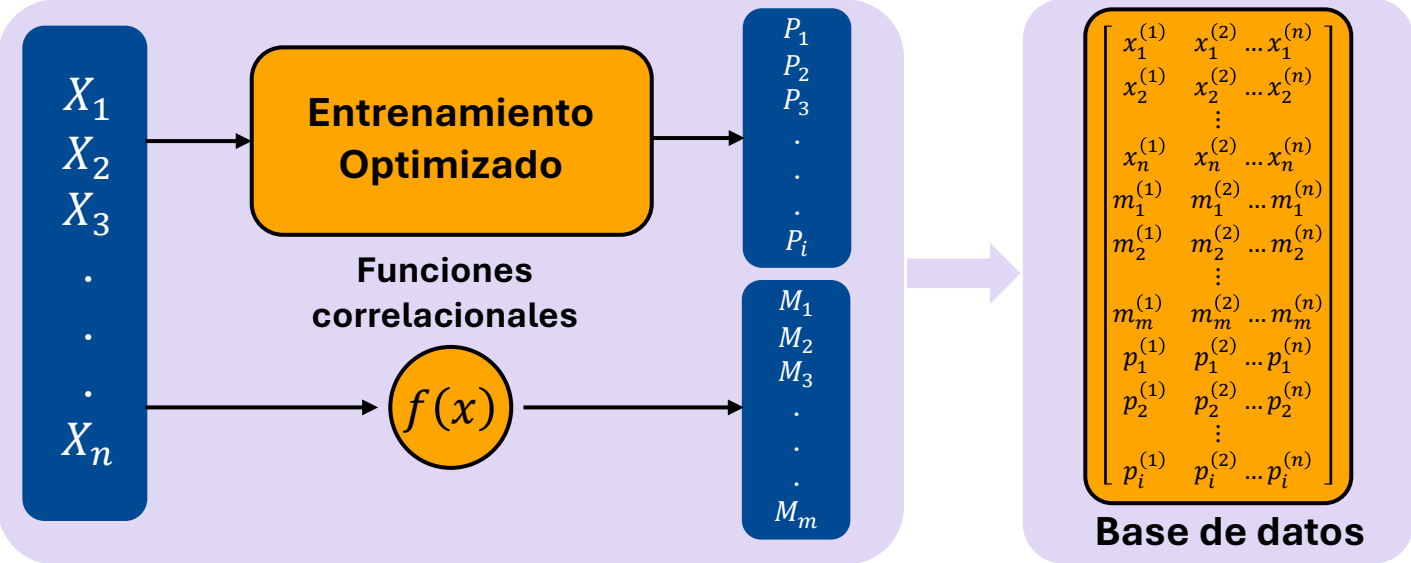 X₁
X₂
X₃
.
.
.
Xₙ
Entrenamiento
Optimizado
Funciones
correlacionales
f(x)
P₁
P₂
P₃
.
.
.
Pᵢ
M₁
M₂
M₃
.
.
.
Mₘ
x₁⁽¹⁾ x₁⁽²⁾ … x₁⁽ⁿ⁾
x₂⁽¹⁾ x₂⁽²⁾ … x₂⁽ⁿ⁾
⋮
xₙ⁽¹⁾ xₙ⁽²⁾ … xₙ⁽ⁿ⁾
m₁⁽¹⁾ m₁⁽²⁾ … m₁⁽ⁿ⁾
m₂⁽¹⁾ m₂⁽²⁾ … m₂⁽ⁿ⁾
⋮
mₘ⁽¹⁾ mₘ⁽²⁾ … mₘ⁽ⁿ⁾
p₁⁽¹⁾ p₁⁽²⁾ … p₁⁽ⁿ⁾
p₂⁽¹⁾ p₂⁽²⁾ … p₂⁽ⁿ⁾
⋮
pᵢ⁽¹⁾ pᵢ⁽²⁾ … pᵢ⁽ⁿ⁾
Base de datos